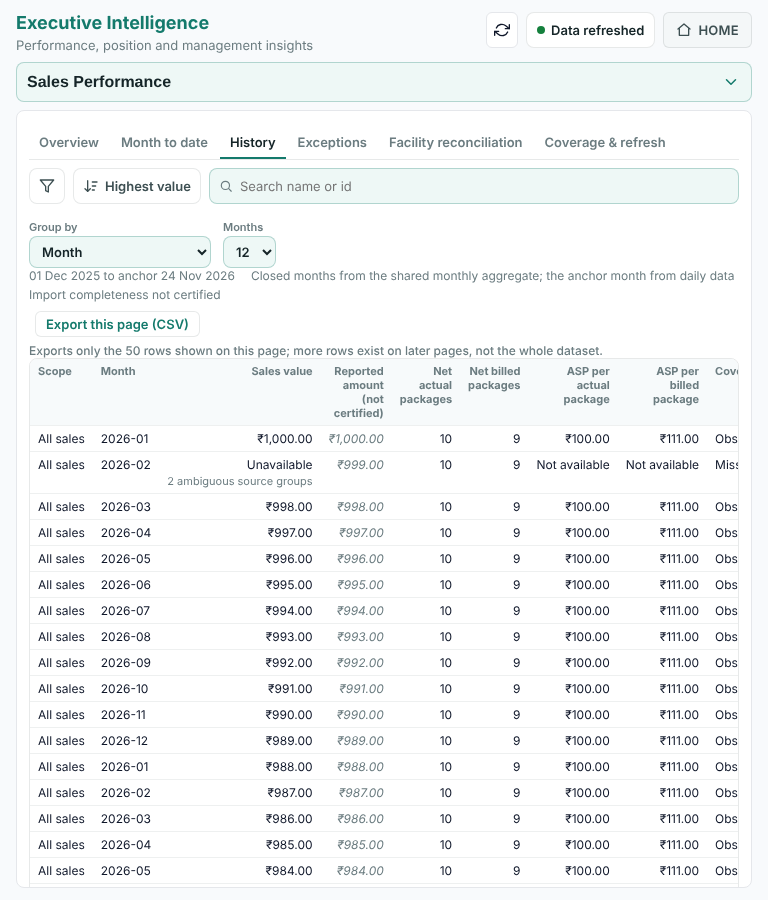 Executive Intelligence
Performance, position and management insights
Data refreshed
HOME
Sales Performance
Overview Month to date History Exceptions Facility reconciliation Coverage & refresh
Highest value
Search name or id
Group by Months
Month 12
01 Dec 2025 to anchor 24 Nov 2026 Closed months from the shared monthly aggregate; the anchor month from daily data
Import completeness not certified
Export this page (CSV)
Exports only the 50 rows shown on this page; more rows exist on later pages, not the whole dataset.
Scope Month Sales value Reported amount (not certified) Net actual packages Net billed packages ASP per actual package ASP per billed package
All sales 2026-01 ₹1,000.00 ₹1,000.00 10 9 ₹100.00 ₹111.00 Obs
All sales 2026-02 Unavailable ₹999.00 10 9 Not available Not available Miss
2 ambiguous source groups
All sales 2026-03 ₹998.00 ₹998.00 10 9 ₹100.00 ₹111.00 Obs
All sales 2026-04 ₹997.00 ₹997.00 10 9 ₹100.00 ₹111.00 Obs
All sales 2026-05 ₹996.00 ₹996.00 10 9 ₹100.00 ₹111.00 Obs
All sales 2026-06 ₹995.00 ₹995.00 10 9 ₹100.00 ₹111.00 Obs
All sales 2026-07 ₹994.00 ₹994.00 10 9 ₹100.00 ₹111.00 Obs
All sales 2026-08 ₹993.00 ₹993.00 10 9 ₹100.00 ₹111.00 Obs
All sales 2026-09 ₹992.00 ₹992.00 10 9 ₹100.00 ₹111.00 Obs
All sales 2026-10 ₹991.00 ₹991.00 10 9 ₹100.00 ₹111.00 Obs
All sales 2026-11 ₹990.00 ₹990.00 10 9 ₹100.00 ₹111.00 Obs
All sales 2026-12 ₹989.00 ₹989.00 10 9 ₹100.00 ₹111.00 Obs
All sales 2026-01 ₹988.00 ₹988.00 10 9 ₹100.00 ₹111.00 Obs
All sales 2026-02 ₹987.00 ₹987.00 10 9 ₹100.00 ₹111.00 Obs
All sales 2026-03 ₹986.00 ₹986.00 10 9 ₹100.00 ₹111.00 Obs
All sales 2026-04 ₹985.00 ₹985.00 10 9 ₹100.00 ₹111.00 Obs
All sales 2026-05 ₹984.00 ₹984.00 10 9 ₹100.00 ₹111.00 Obs